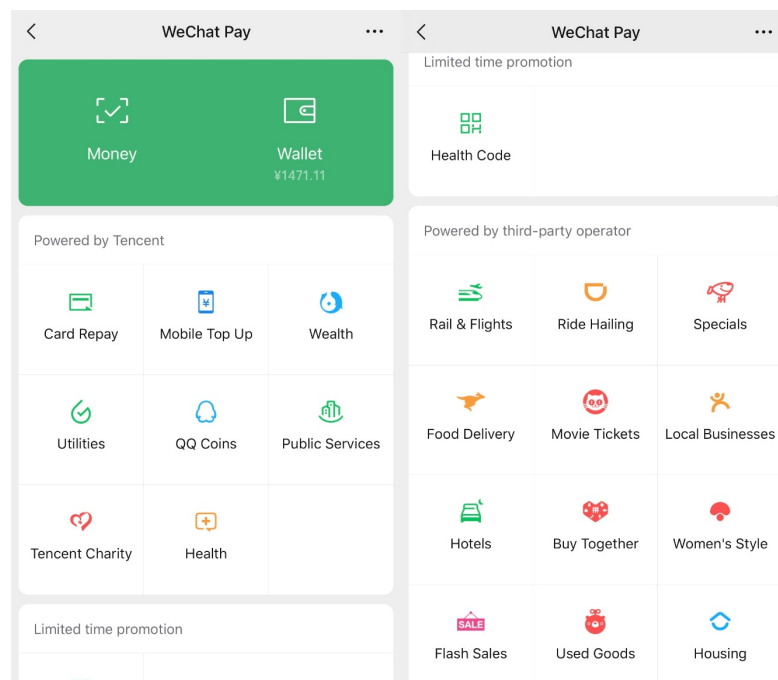 WeChat Pay
Money
Wallet
¥1471.11
Powered by Tencent
Card Repay
Mobile Top Up
Wealth
Utilities
QQ Coins
Public Services
Tencent Charity
Health
Limited time promotion
WeChat Pay
Limited time promotion
Health Code
Powered by third-party operator
Rail & Flights
Ride Hailing
Specials
Food Delivery
Movie Tickets
Local Businesses
Hotels
Buy Together
Women's Style
SALE
Flash Sales
Used Goods
Housing